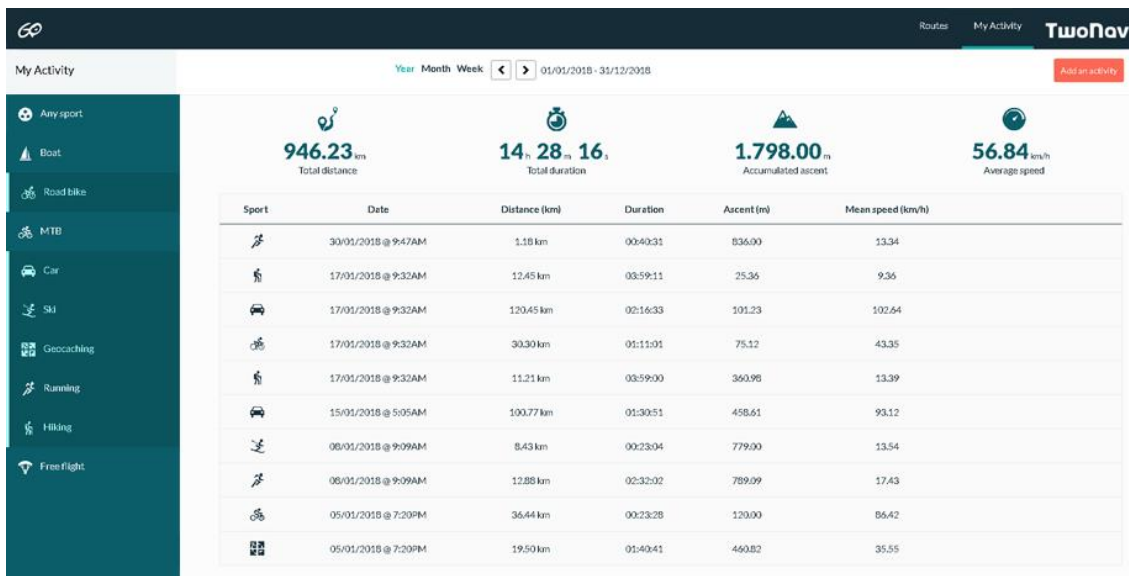 Routes My Activity TwoNav
My Activity
Year Month Week 01/01/2018 - 31/12/2018
Add an activity
Any sport
Boat
Road bike
MTB
Car
Ski
Geocaching
Running
Hiking
Free flight
946.23 km
Total distance
14 h 28 m 16 s
Total duration
1.798.00 m
Accumulated ascent
56.84 km/h
Average speed
Sport Date Distance (km) Duration Ascent (m) Mean speed (km/h)
30/01/2018 @ 9:47AM 1.18 km 00:40:31 836.00 13.34
17/01/2018 @ 9:32AM 12.45 km 03:59:11 25.36 9.36
17/01/2018 @ 9:32AM 120.45 km 02:16:33 101.23 102.64
17/01/2018 @ 9:32AM 30.30 km 01:11:01 75.12 43.35
17/01/2018 @ 9:32AM 11.21 km 03:59:00 360.98 13.39
15/01/2018 @ 5:05AM 100.77 km 01:30:51 458.61 93.12
08/01/2018 @ 9:09AM 8.43 km 00:23:04 779.00 13.54
08/01/2018 @ 9:09AM 12.88 km 02:32:02 789.09 17.43
05/01/2018 @ 7:20PM 36.44 km 00:23:28 120.00 86.42
05/01/2018 @ 7:20PM 19.50 km 01:40:41 460.82 35.55